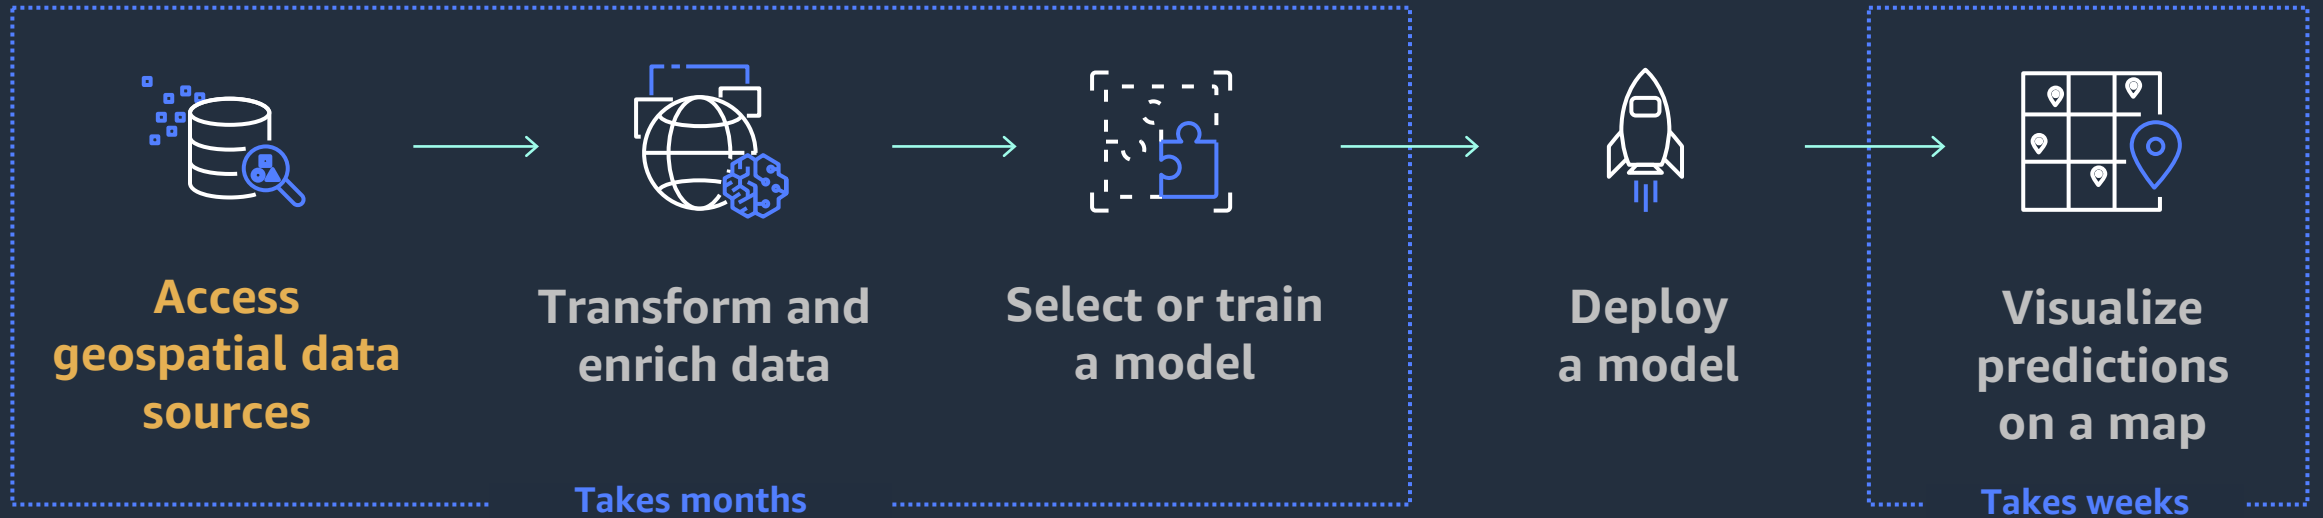 Access
geospatial data
sources
Transform and
enrich data
Select or train
a model
Deploy
a model
Visualize
predictions
on a map
Takes months
Takes weeks